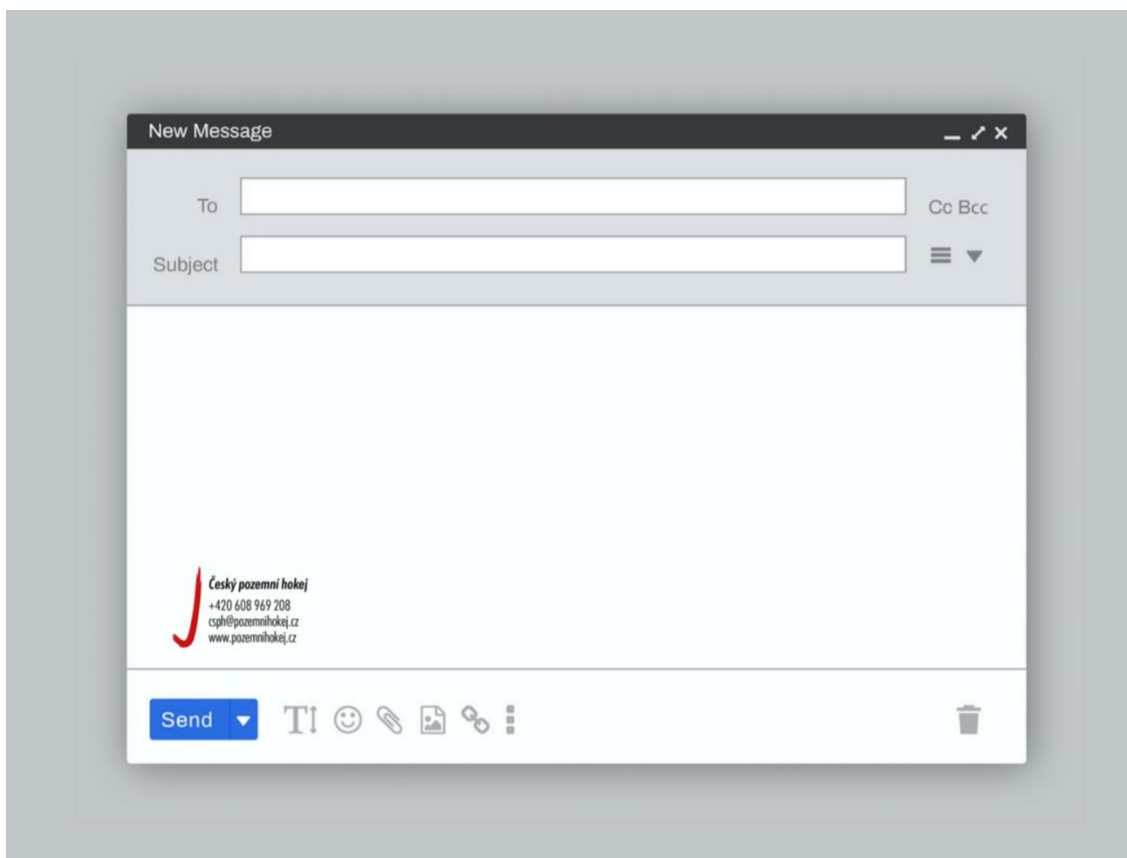 New Message
To
Cc Bcc
Subject
Český pozemní hokej
+420 608 969 208
csph@pozemnihokej.cz
www.pozemnihokej.cz
Send